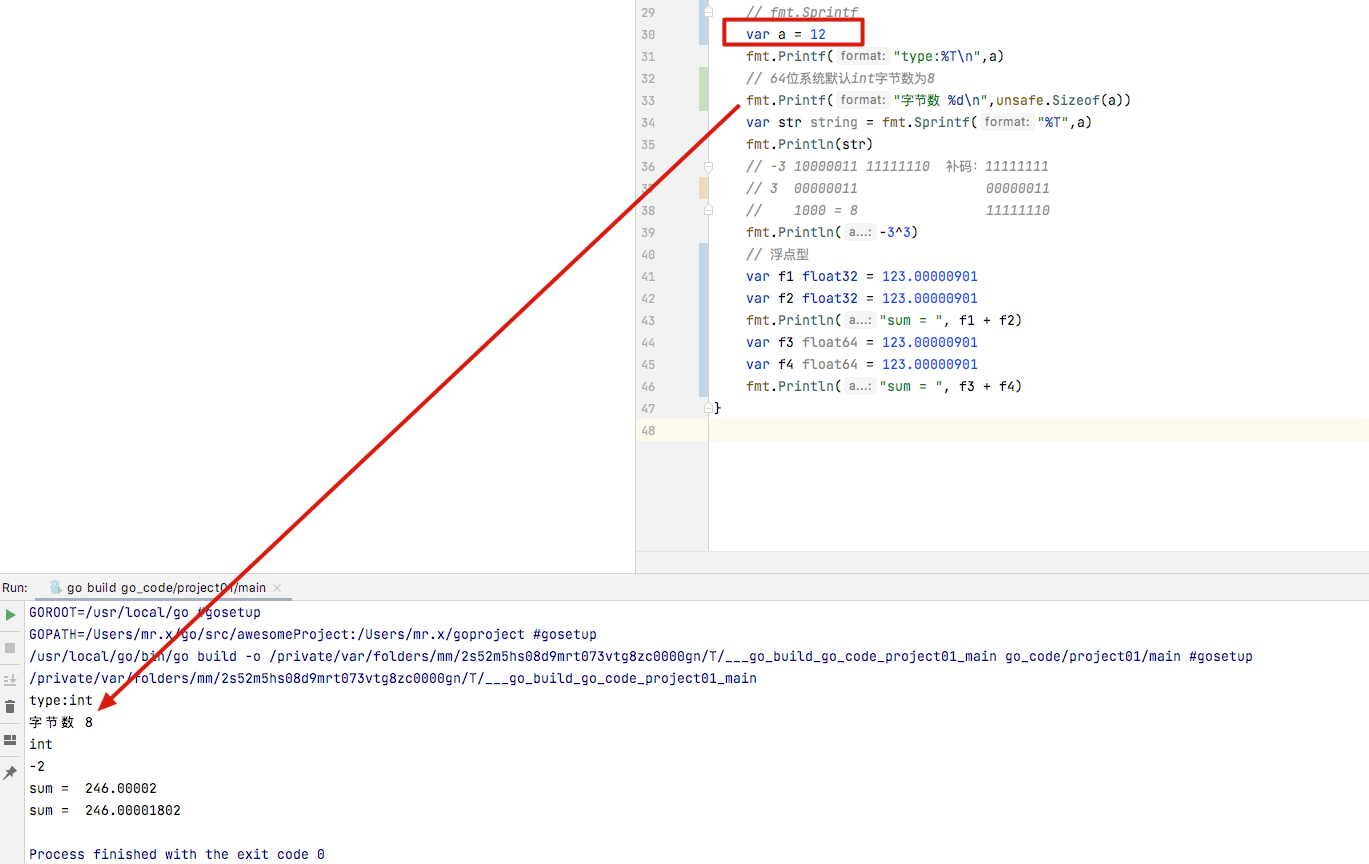 29 // fmt.Sprintf
30 var a = 12
31 fmt.Printf( format: "type:%T\n",a)
32 // 64位系统默认int字节数为8
33 fmt.Printf( format: "字节数 %d\n",unsafe.Sizeof(a))
34 var str string = fmt.Sprintf( format: "%T",a)
35 fmt.Println(str)
36 // -3 10000011 11111110 补码: 11111111
37 // 3 00000011 00000011
38 // 1000 = 8 11111110
39 fmt.Println( a...: -3^3)
40 // 浮点型
41 var f1 float32 = 123.00000901
42 var f2 float32 = 123.00000901
43 fmt.Println( a...: "sum = ", f1 + f2)
44 var f3 float64 = 123.00000901
45 var f4 float64 = 123.00000901
46 fmt.Println( a...: "sum = ", f3 + f4)
47 }
48
Run: go build go_code/project01/main
GOROOT=/usr/local/go #gosetup
GOPATH=/Users/mr.x/go/src/awesomeProject:/Users/mr.x/goproject #gosetup
/usr/local/go/bin/go build -o /private/var/folders/mm/2s52m5hs08d9mrt073vtg8zc0000gn/T/___go_build_go_code_project01_main go_code/project01/main #gosetup
/private/var/folders/mm/2s52m5hs08d9mrt073vtg8zc0000gn/T/___go_build_go_code_project01_main
type:int
字节数 8
int
-2
sum =  246.00002
sum =  246.00001802
Process finished with the exit code 0